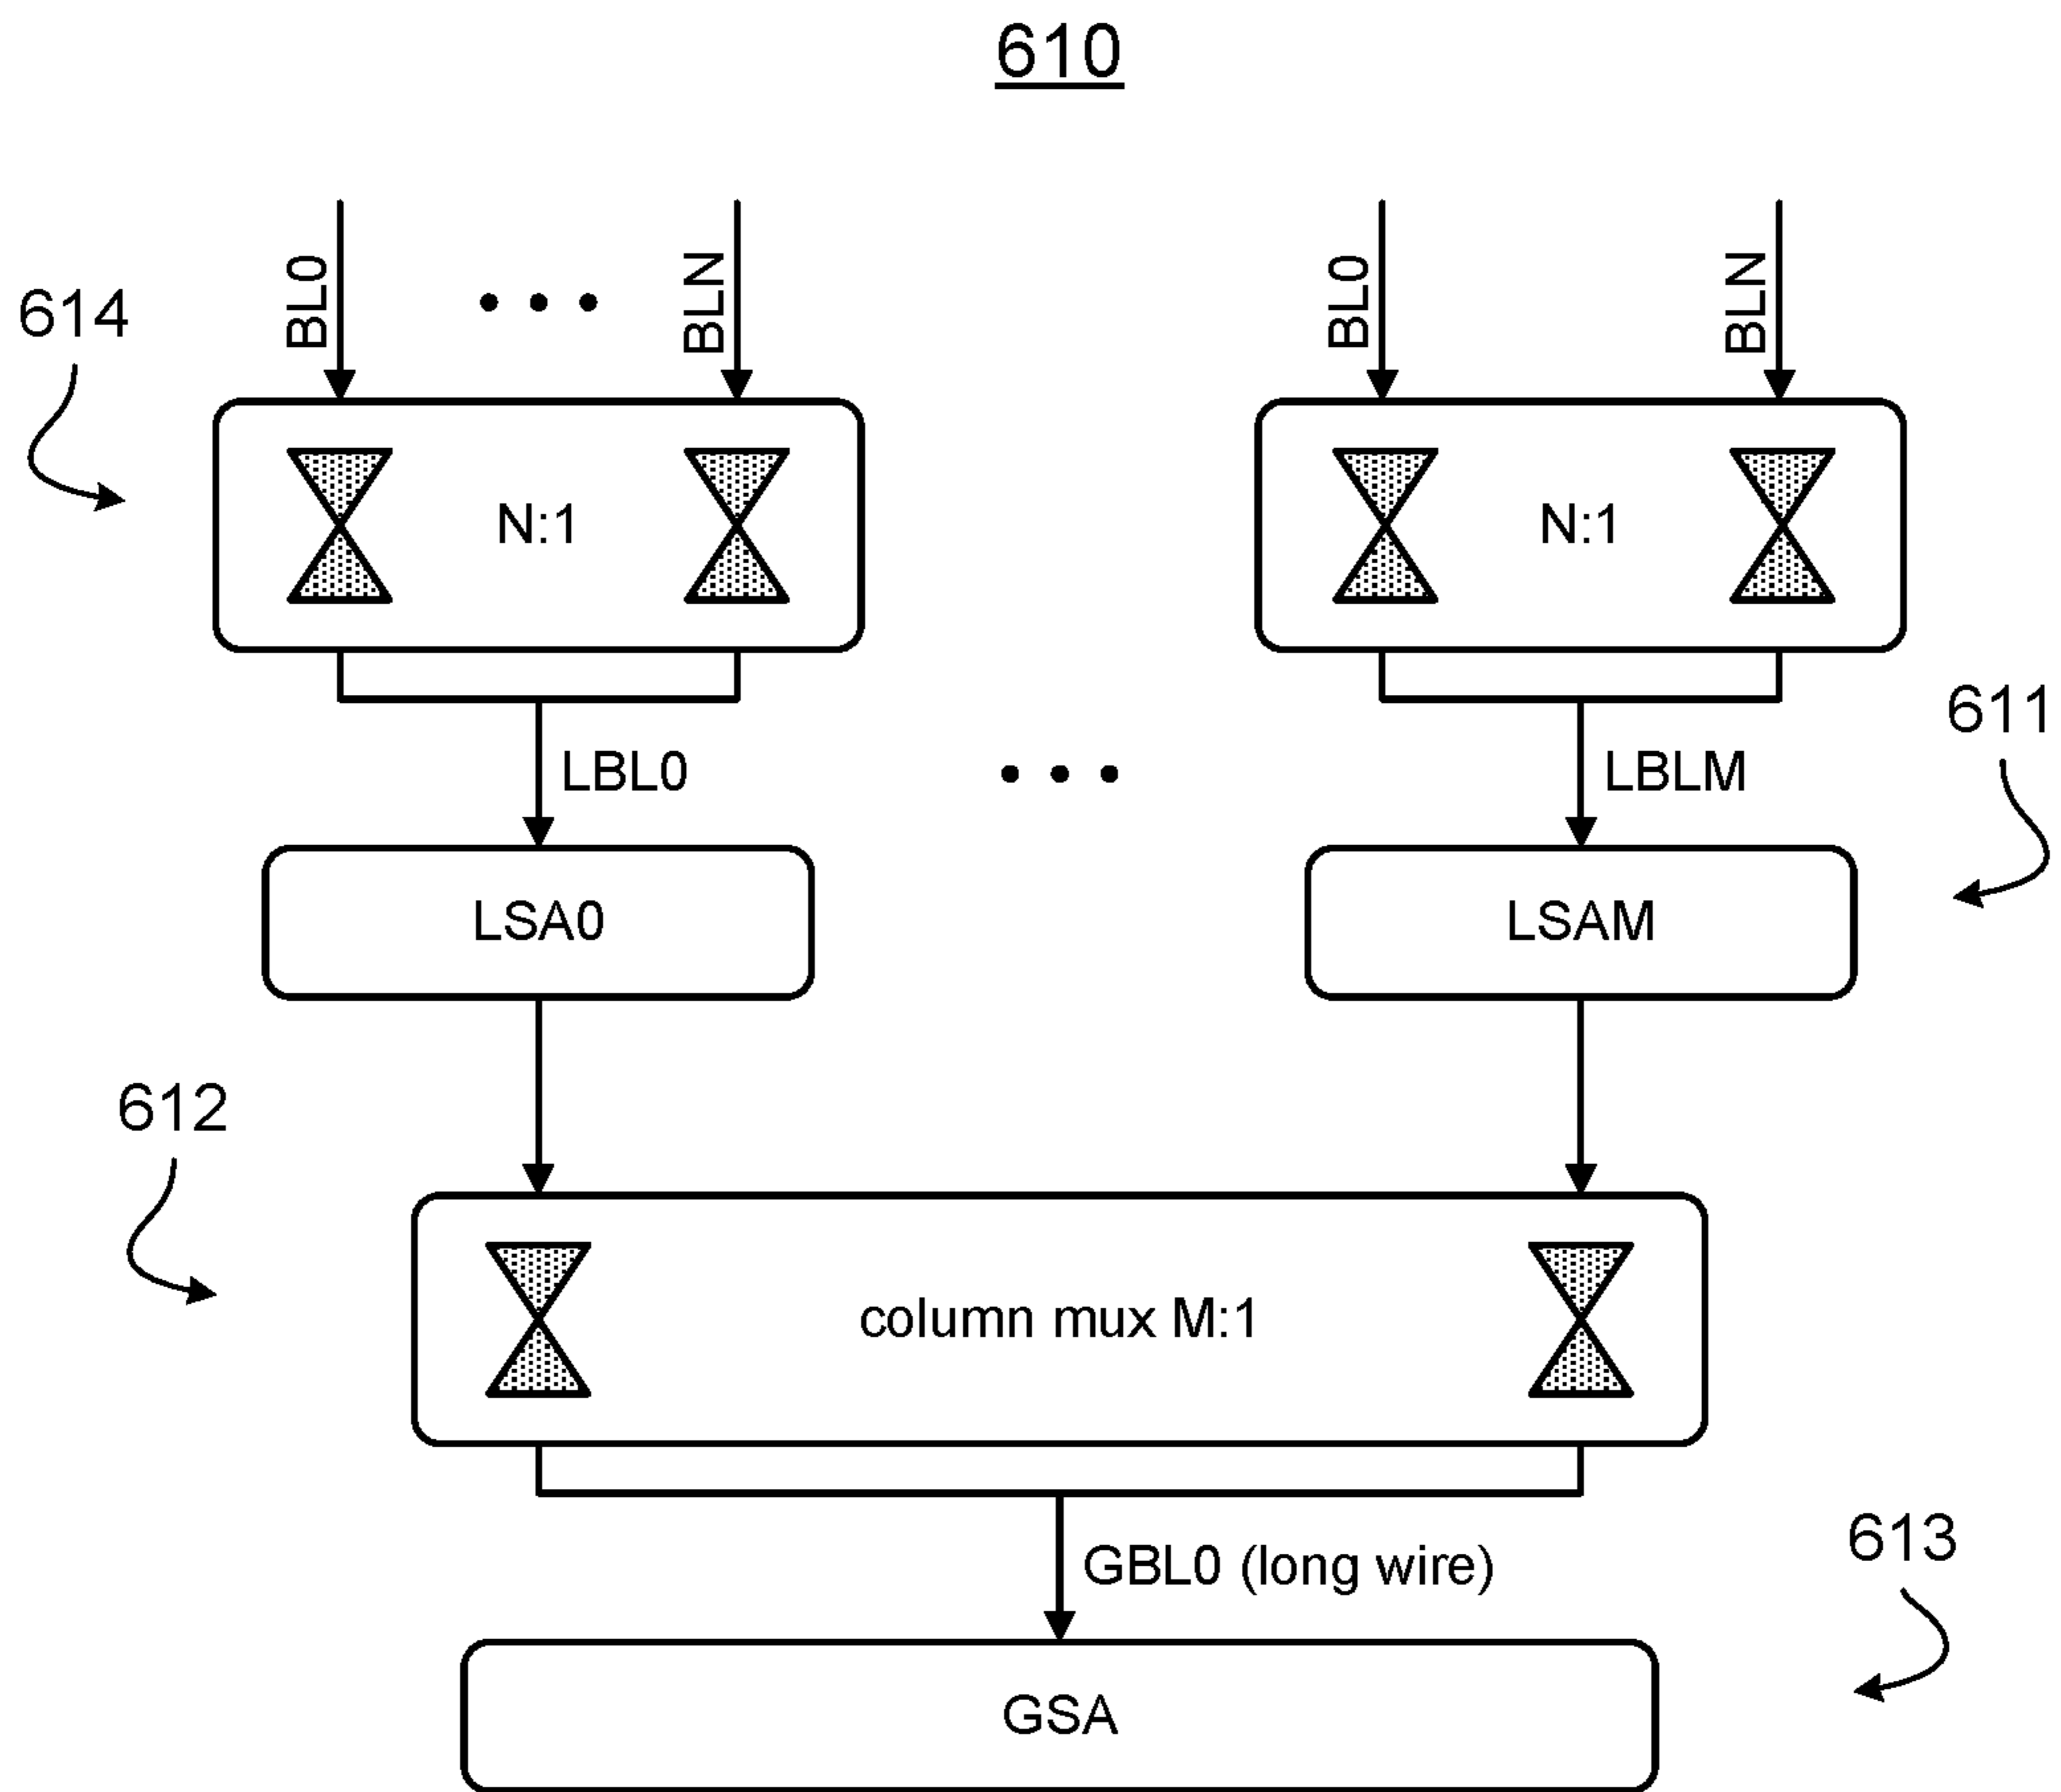 610
BL0
BLN
BL0
BLN
614
N:1
N:1
611
LBL0
LBLM
LSA0
LSAM
612
column mux M:1
GBL0 (long wire)
613
GSA